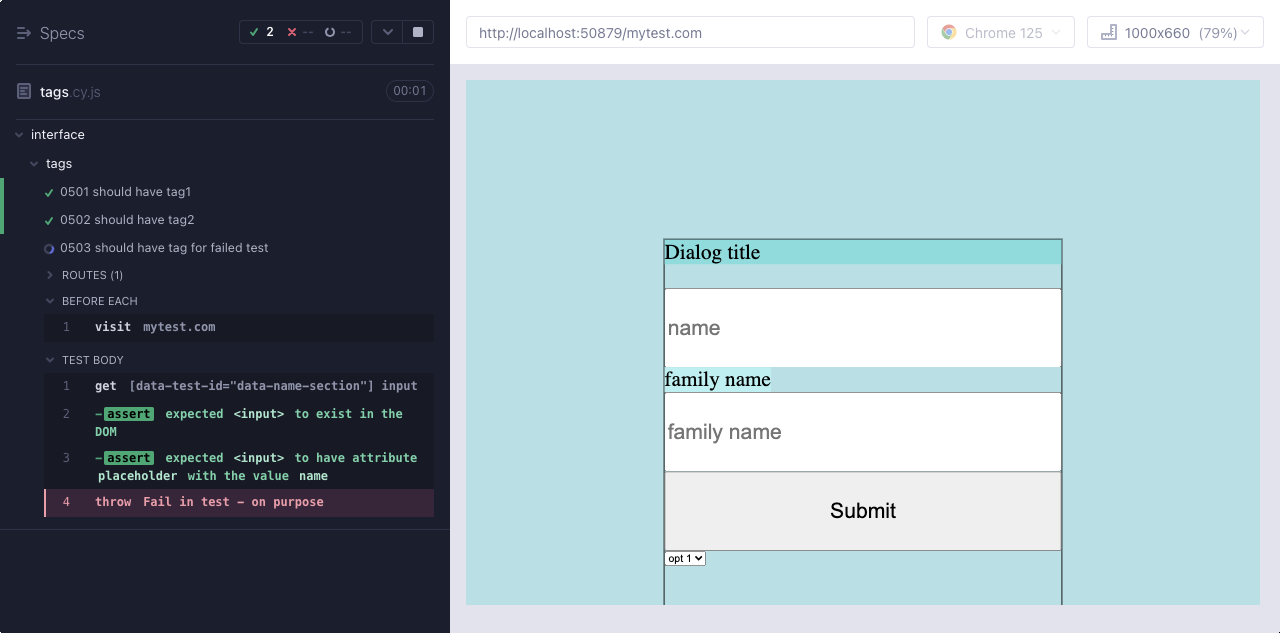 Specs
2 -- --
tags.cy.js 00:01
interface
tags
0501 should have tag1
0502 should have tag2
0503 should have tag for failed test
ROUTES (1)
BEFORE EACH
1 visit mytest.com
TEST BODY
1 get [data-test-id="data-name-section"] input
2 -assert expected <input> to exist in the
DOM
3 -assert expected <input> to have attribute
placeholder with the value name
4 throw Fail in test - on purpose
http://localhost:50879/mytest.com
Chrome 125
1000x660 (79%)
Dialog title
name
family name
family name
Submit
opt 1